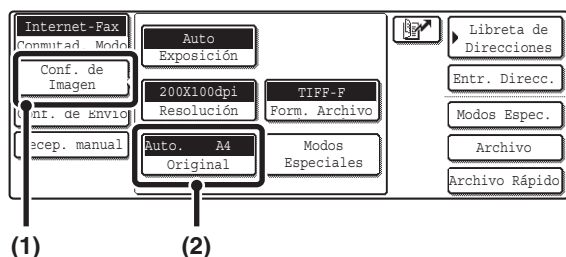 Internet-Fax
Conmutad. Modo
Conf. de
Imagen
Conf. de Envío
Recep. manual
Auto
Exposición
200X100dpi
Resolución
TIFF-F
Form. Archivo
Auto. A4
Original
Modos
Especiales
Libreta de
Direcciones
Entr. Direcc.
Modos Espec.
Archivo
Archivo Rápido
(1)
(2)